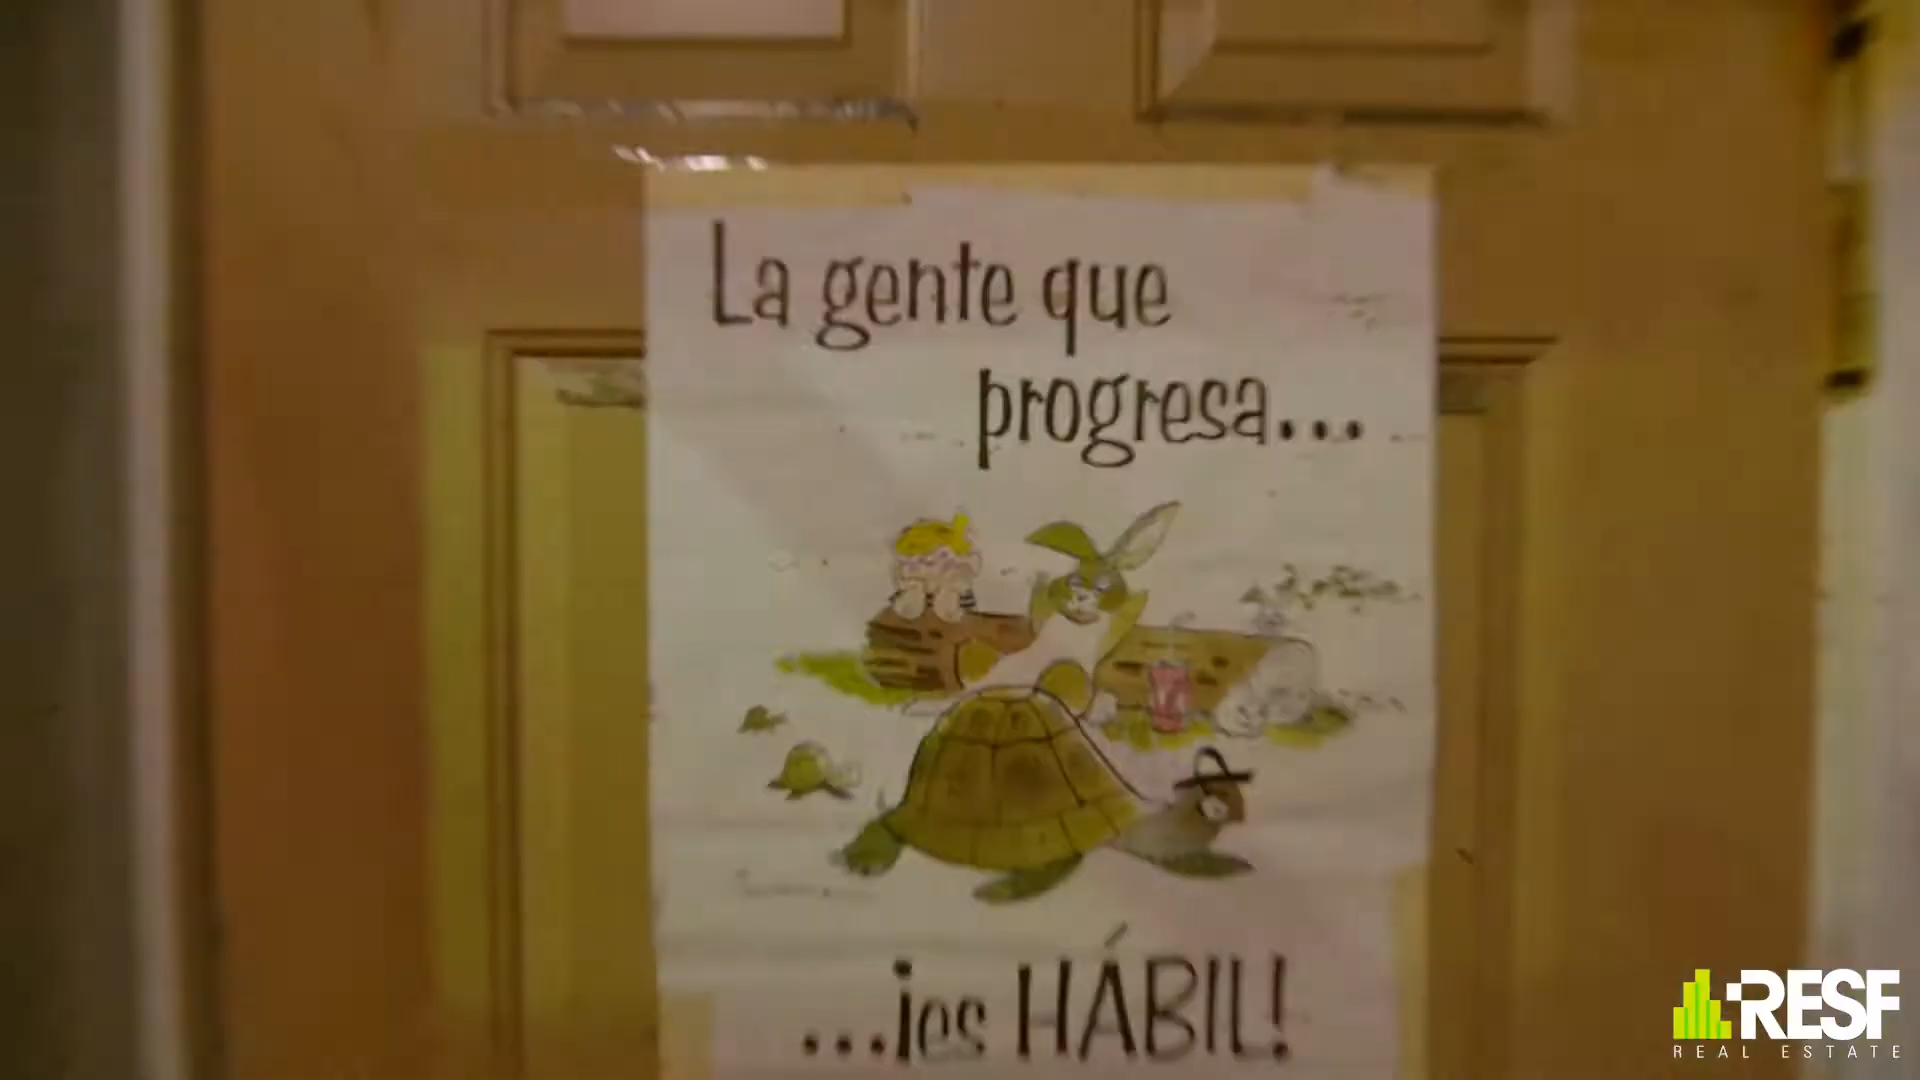 La gente que
progresa...
...¡es HÁBIL!
RESF
REAL ESTATE